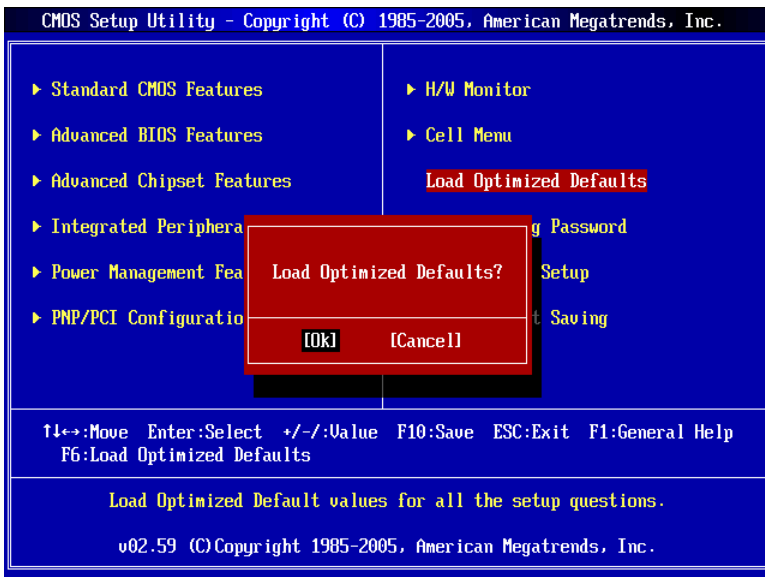 CMOS Setup Utility - Copyright (C) 1985-2005, American Megatrends, Inc.
Standard CMOS Features
Advanced BIOS Features
Advanced Chipset Features
Integrated Periphera
Power Management Fea
PNP/PCI Configuratio
H/W Monitor
Cell Menu
Load Optimized Defaults
g Password
Setup
t Saving
Load Optimized Defaults?
[Ok] [Cancel]
↑↓←→:Move Enter:Select +/-/:Value F10:Save ESC:Exit F1:General Help
F6:Load Optimized Defaults
Load Optimized Default values for all the setup questions.
v02.59 (C)Copyright 1985-2005, American Megatrends, Inc.